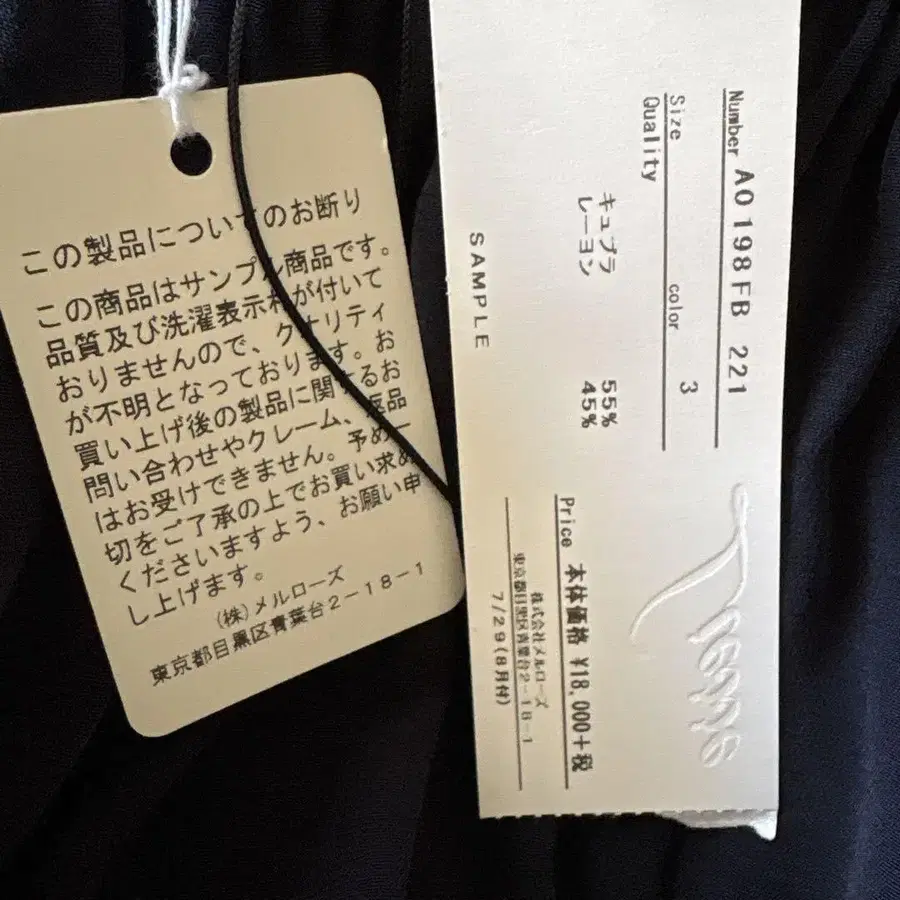 この製品についてのお断り
この商品はサンプル商品です。
品質及び洗濯表示札が付いて
おりませんので、クオリティ
が不明となっております。お
買い上げ後の製品に関するお
問い合わせやクレーム、返品
はお受けできません。予め一
切をご了承の上でお買い求め
くださいますよう、お願い申
し上げます。
(株)メルローズ
東京都目黒区青葉台2-18-1
Number A0198FB 221
Size color 3
Quality
キュプラ 55%
レーヨン 45%
SAMPLE
Price 本体価格 ¥18,000+税
株式会社メルローズ
東京都目黒区青葉台2-18-1
7/29(8月付)